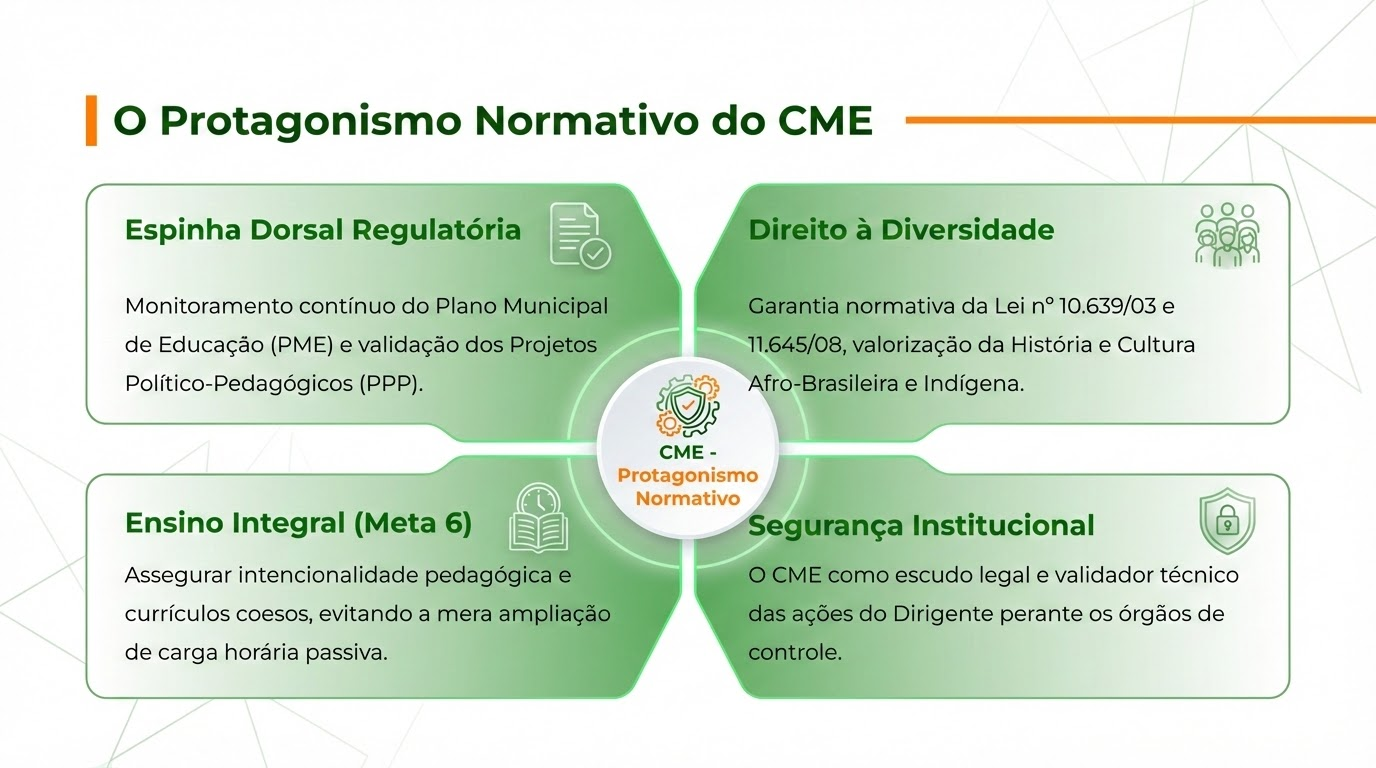 O Protagonismo Normativo do CME
Espinha Dorsal Regulatória
Monitoramento contínuo do Plano Municipal
de Educação (PME) e validação dos Projetos
Político-Pedagógicos (PPP).
Direito à Diversidade
Garantia normativa da Lei nº 10.639/03 e
11.645/08, valorização da História e Cultura
Afro-Brasileira e Indígena.
CME -
Protagonismo
Normativo
Ensino Integral (Meta 6)
Assegurar intencionalidade pedagógica e
currículos coesos, evitando a mera ampliação
de carga horária passiva.
Segurança Institucional
O CME como escudo legal e validador técnico
das ações do Dirigente perante os órgãos de
controle.